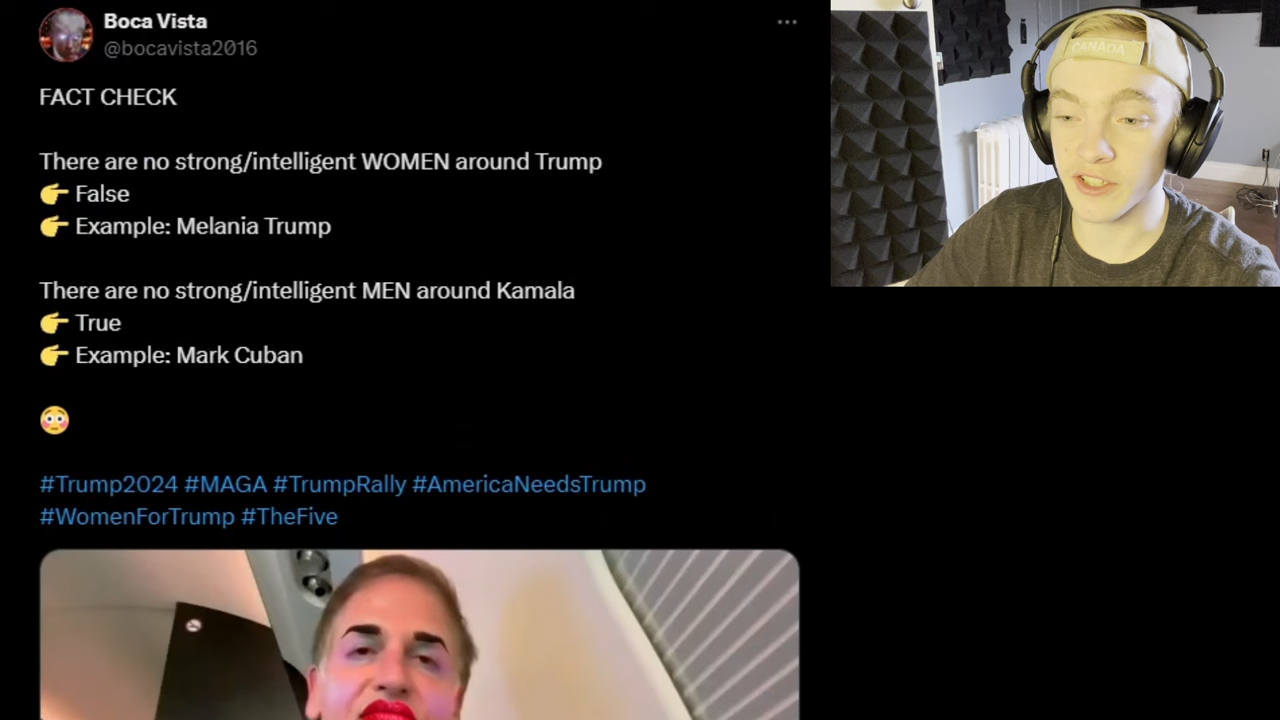 Boca Vista
@bocavista2016
FACT CHECK
There are no strong/intelligent WOMEN around Trump
👉 False
👉 Example: Melania Trump
There are no strong/intelligent MEN around Kamala
👉 True
👉 Example: Mark Cuban
😳
#Trump2024 #MAGA #TrumpRally #AmericaNeedsTrump
#WomenForTrump #TheFive
CANADA